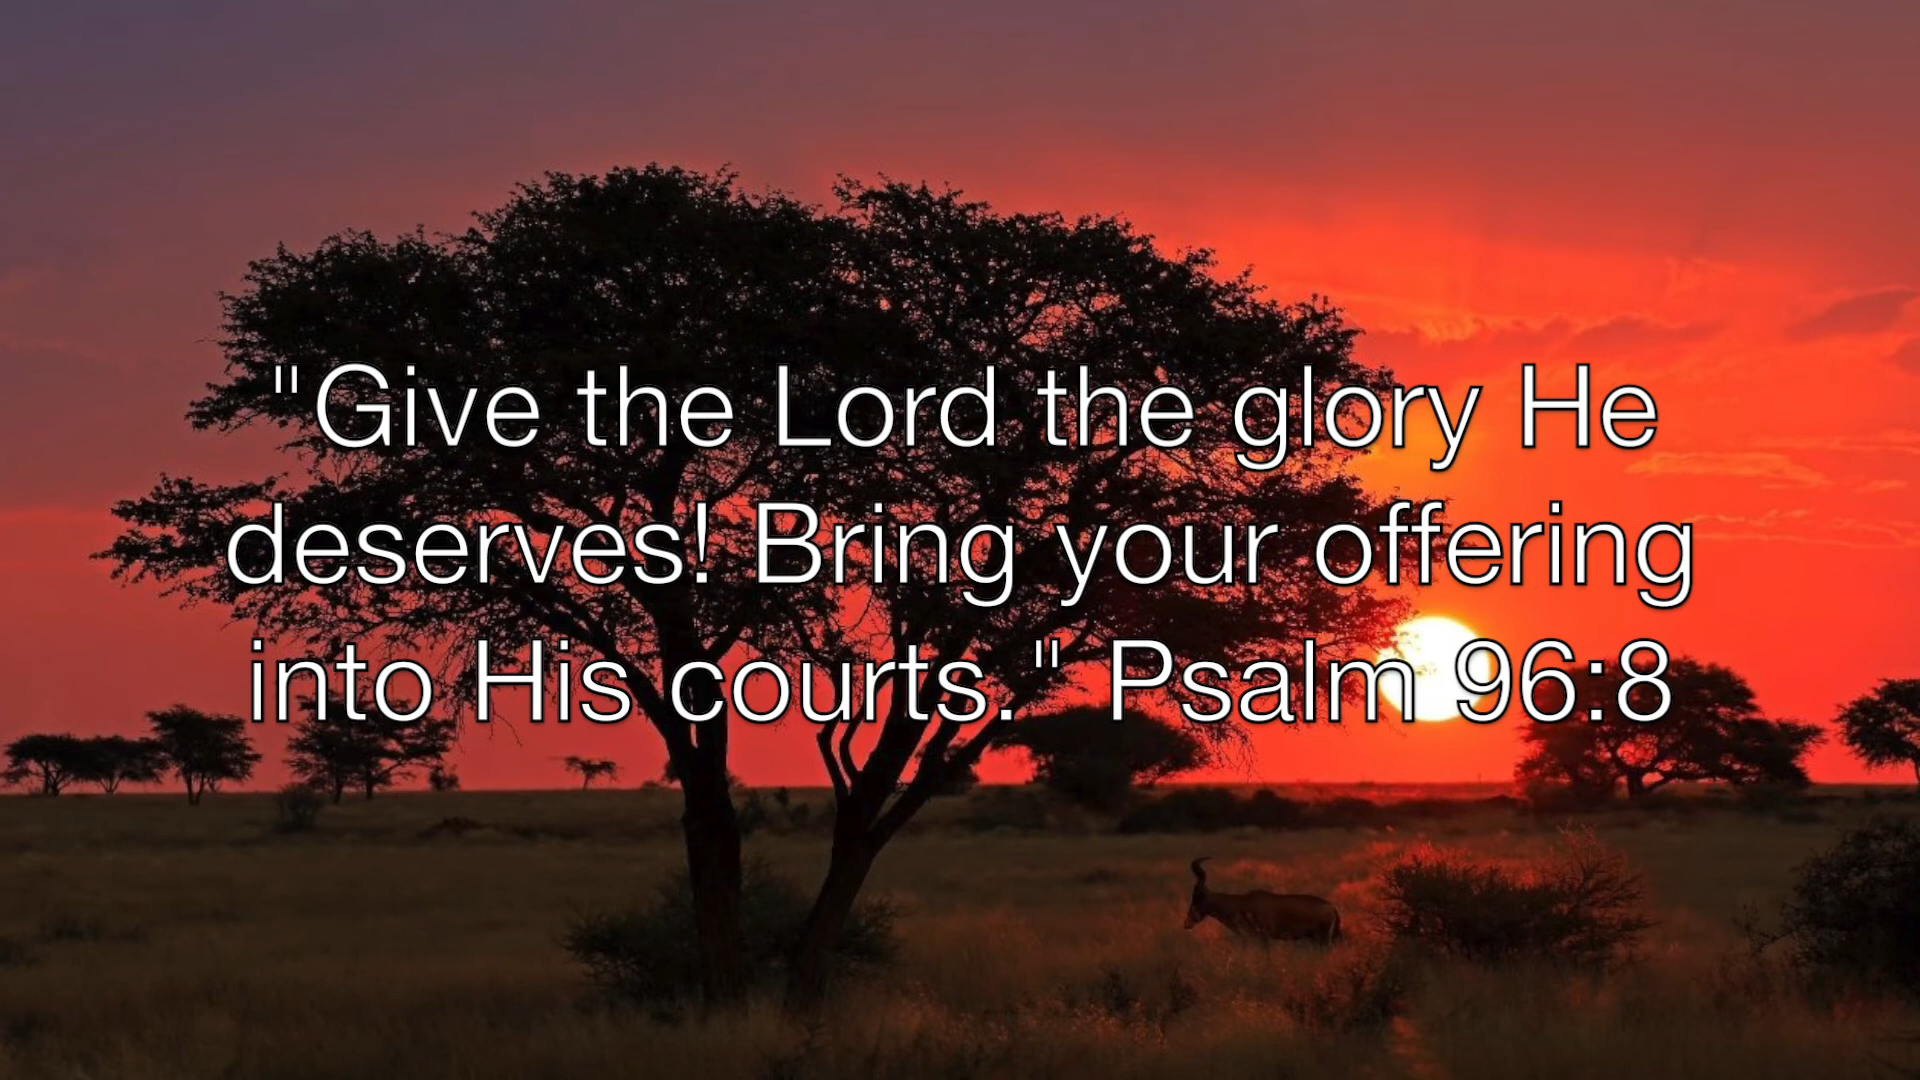 "Give the Lord the glory He
deserves! Bring your offering
into His courts." Psalm 96:8